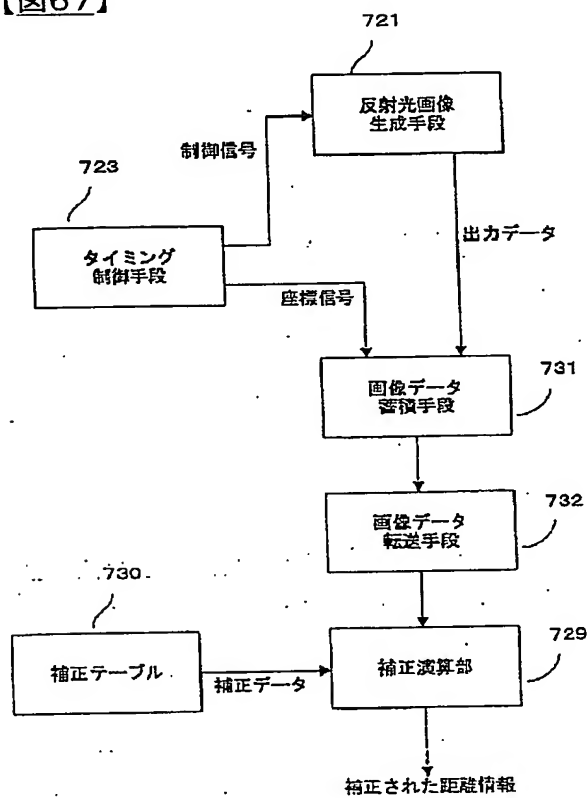 【図67】
721
反射光画像
生成手段
制御信号
723
タイミング
制御手段
出力データ
座標信号
731
画像データ
蓄積手段
732
画像データ
転送手段
730
729
補正テーブル
補正データ
補正演算部
補正された距離情報